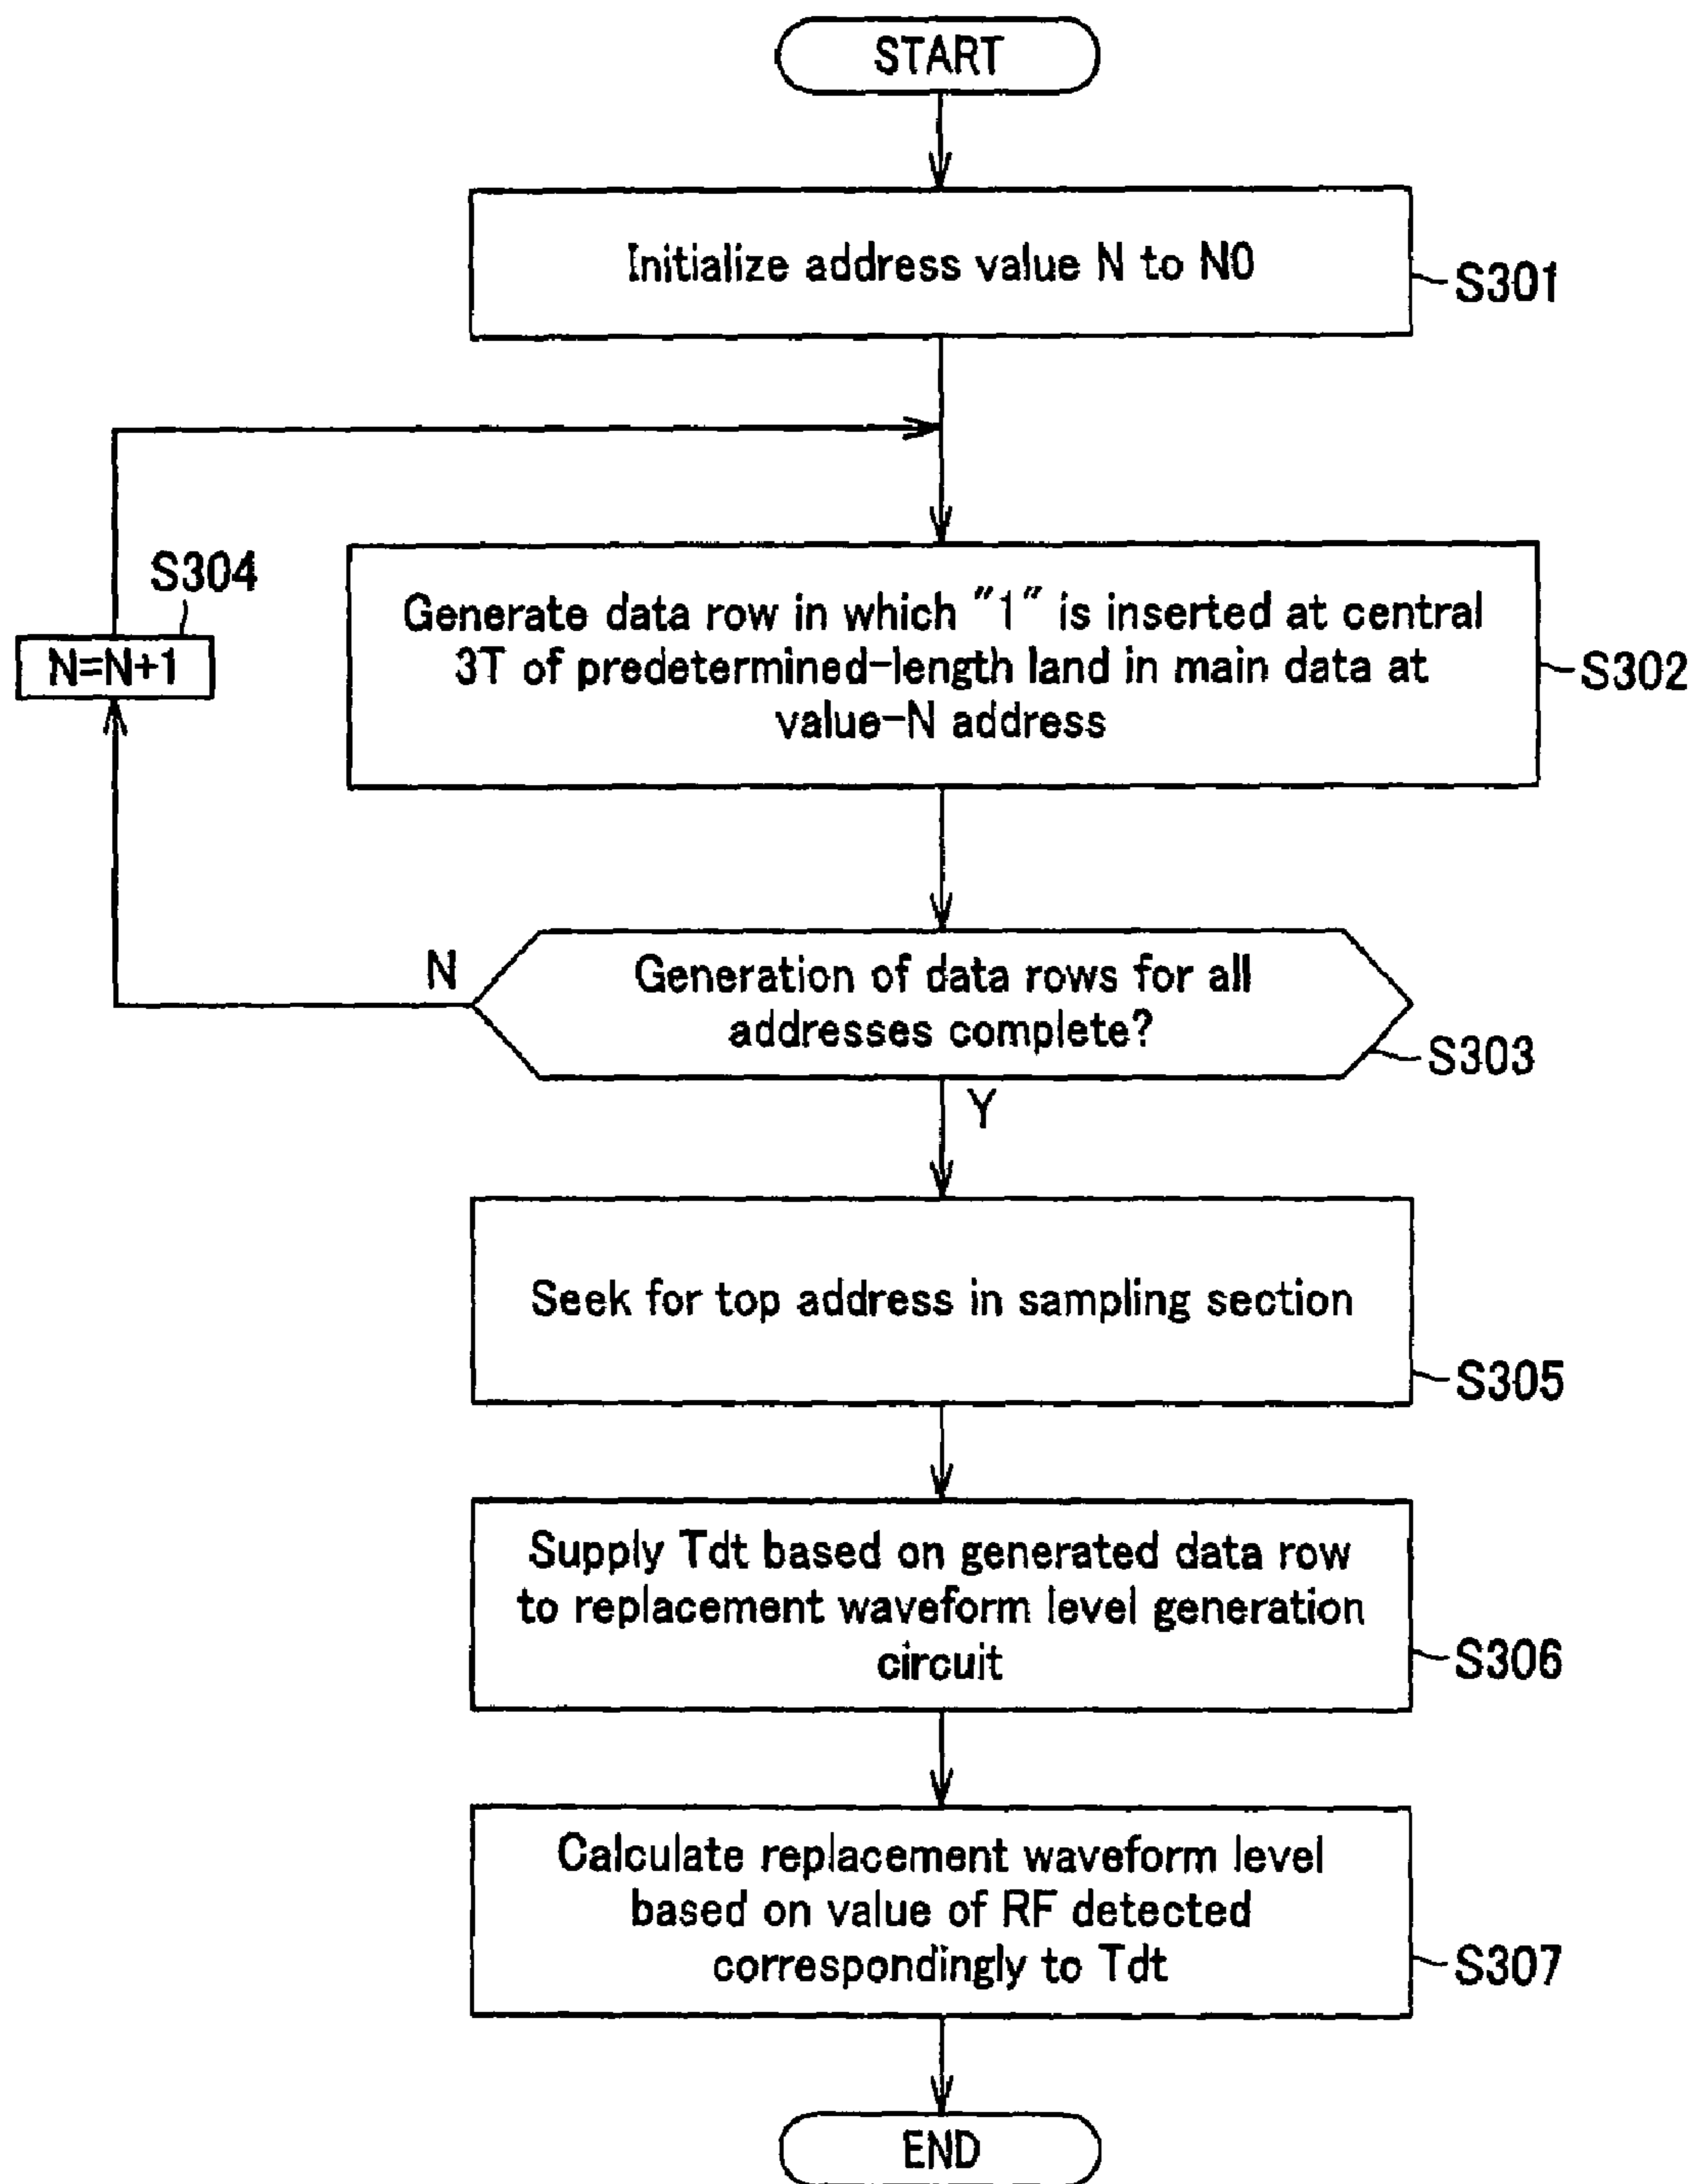 START
Initialize address value N to N0
S301
S304
N=N+1
Generate data row in which "1" is inserted at central
3T of predetermined-length land in main data at
value-N address
S302
N
Generation of data rows for all
addresses complete?
S303
Y
Seek for top address in sampling section
S305
Supply Tdt based on generated data row
to replacement waveform level generation
circuit
S306
Calculate replacement waveform level
based on value of RF detected
correspondingly to Tdt
S307
END